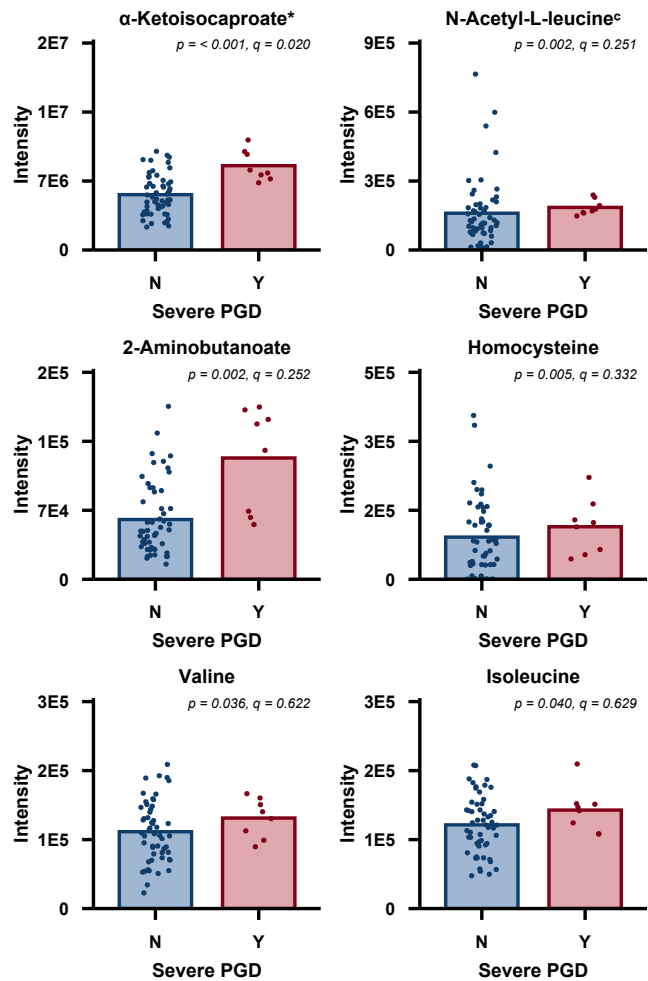 α-Ketoisocaproate*
p = < 0.001, q = 0.020
2E7
1E7
7E6
0
Intensity
N
Y
Severe PGD
N-Acetyl-L-leucineᶜ
p = 0.002, q = 0.251
9E5
6E5
3E5
0
Intensity
N
Y
Severe PGD
2-Aminobutanoate
p = 0.002, q = 0.252
2E5
1E5
7E4
0
Intensity
N
Y
Severe PGD
Homocysteine
p = 0.005, q = 0.332
5E5
3E5
2E5
0
Intensity
N
Y
Severe PGD
Valine
p = 0.036, q = 0.622
3E5
2E5
1E5
0
Intensity
N
Y
Severe PGD
Isoleucine
p = 0.040, q = 0.629
3E5
2E5
1E5
0
Intensity
N
Y
Severe PGD